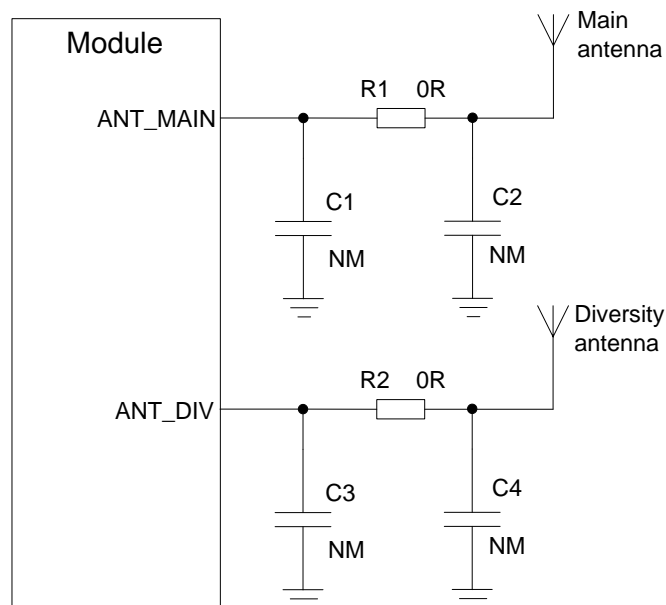 Module
Main
antenna
R1 0R
ANT_MAIN
C1
C2
NM
NM
Diversity
antenna
R2 0R
ANT_DIV
C3
C4
NM
NM